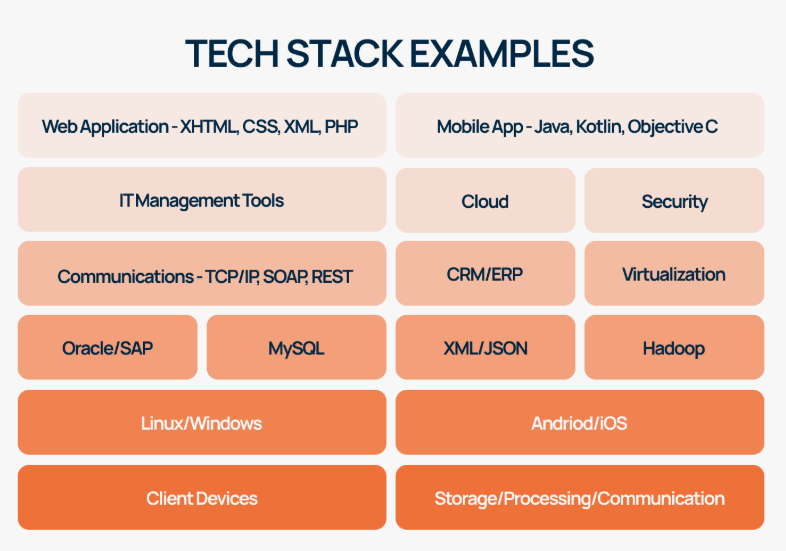 TECH STACK EXAMPLES
Web Application - XHTML, CSS, XML, PHP
Mobile App - Java, Kotlin, Objective C
IT Management Tools
Cloud
Security
Communications - TCP/IP, SOAP, REST
CRM/ERP
Virtualization
Oracle/SAP
MySQL
XML/JSON
Hadoop
Linux/Windows
Andriod/iOS
Client Devices
Storage/Processing/Communication